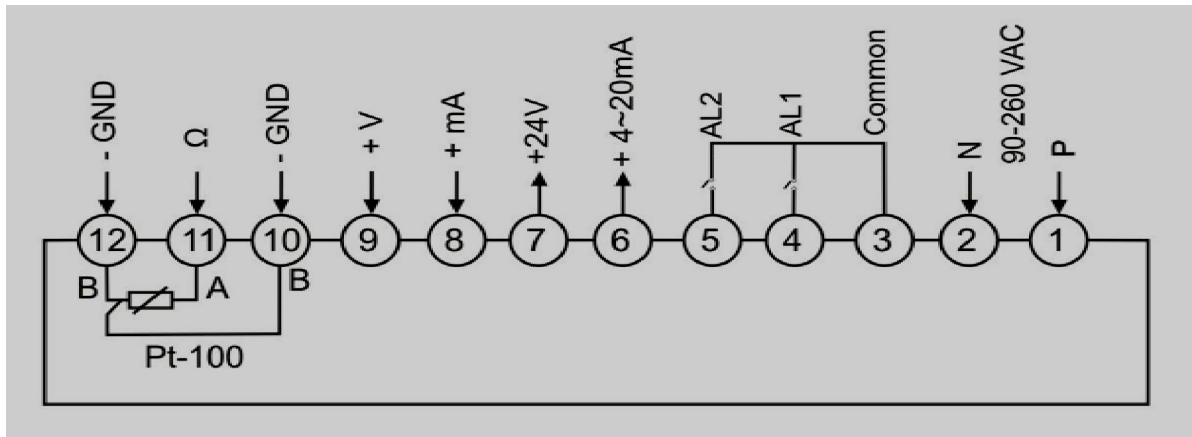 - GND
Ω
- GND
+ V
+ mA
+24V
+ 4~20mA
AL2
AL1
Common
N
90-260 VAC
P
12
11
10
9
8
7
6
5
4
3
2
1
B
A
B
Pt-100